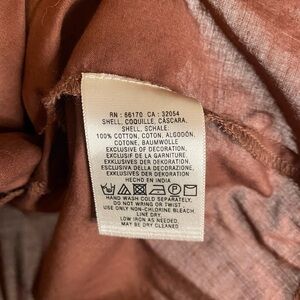 RN : 66170 CA : 32054
SHELL, COQUILLE, CÁSCARA,
SHELL, SCHALE:
100% COTTON, COTON, ALGODÓN,
COTONE, BAUMWOLLE
EXCLUSIVE OF DECORATION
EXCLUSIF DE LA GARNITURE
EXCLUSIVO DE DECORACIÓN
ESCLUSIVA DELLA DECORAZIONE
EXKLUSIV DER DEKORATION
HECHO EN INDIA
HAND WASH COLD SEPARATELY.
DO NOT WRING OR TWIST
USE ONLY NON-CHLORINE BLEACH.
LINE DRY.
LOW IRON AS NEEDED.
MAY BE DRY CLEANED